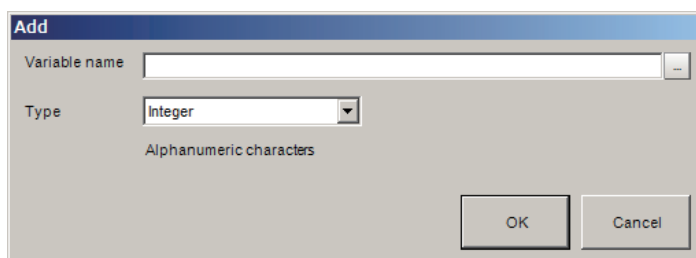 Add
Variable name
...
Type
Integer
Alphanumeric characters
OK
Cancel